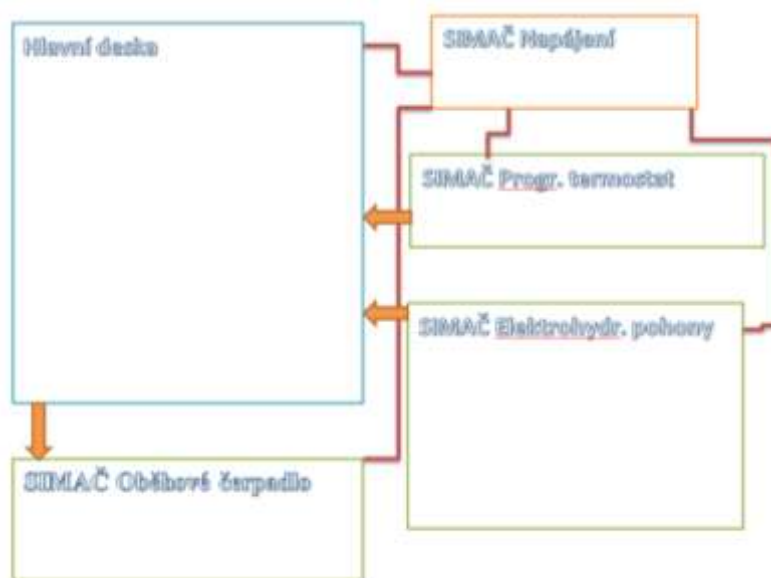 Hlavní deska
SIMAČ Napájení
SIMAČ Progr. termostat
SIMAČ Elektrohydr. pohony
SIMAČ Oběhové čerpadlo